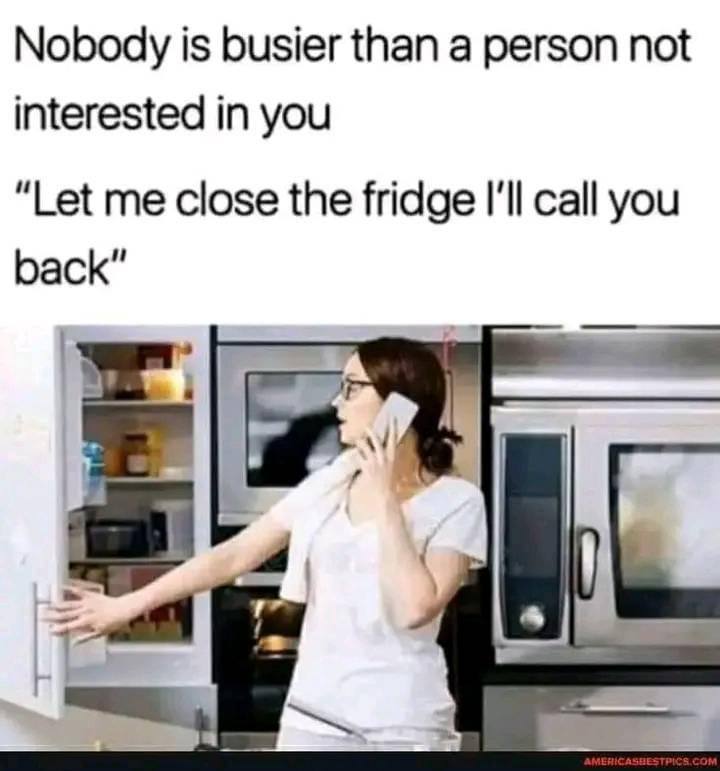 Nobody is busier than a person not
interested in you
"Let me close the fridge I'll call you
back"
AMERICASBESTPICS.COM